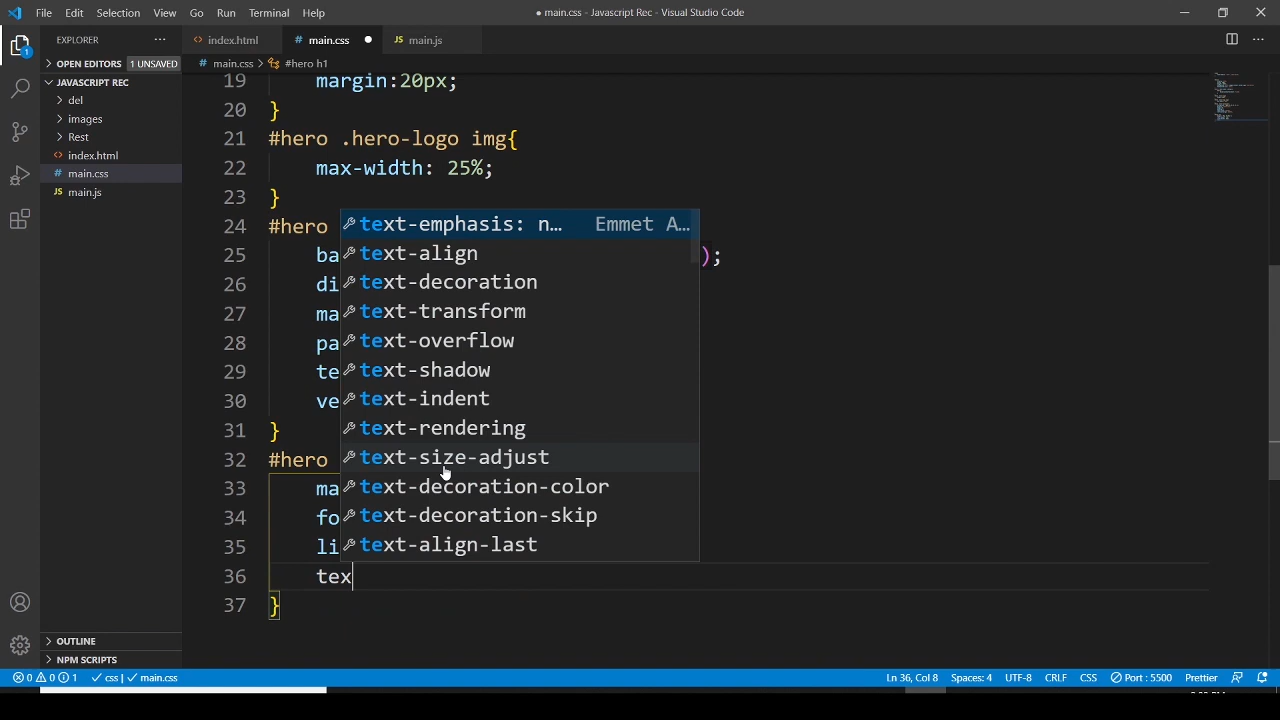 File Edit Selection View Go Run Terminal Help
● main.css - Javascript Rec - Visual Studio Code
EXPLORER ···
index.html # main.css ● JS main.js
OPEN EDITORS 1 UNSAVED
# main.css > #hero h1
JAVASCRIPT REC
del
images
Rest
<> index.html
# main.css
JS main.js
19 margin:20px;
20 }
21 #hero .hero-logo img{
22 max-width: 25%;
23 }
24 #hero
25 ba );
26 di
27 ma
28 pa
29 te
30 ve
31 }
32 #hero
33 ma
34 fo
35 li
36 tex
37 }
text-emphasis: n… Emmet A…
text-align
text-decoration
text-transform
text-overflow
text-shadow
text-indent
text-rendering
text-size-adjust
text-decoration-color
text-decoration-skip
text-align-last
1
OUTLINE
NPM SCRIPTS
0 0 1 css | main.css Ln 36, Col 8 Spaces: 4 UTF-8 CRLF CSS Port : 5500 Prettier